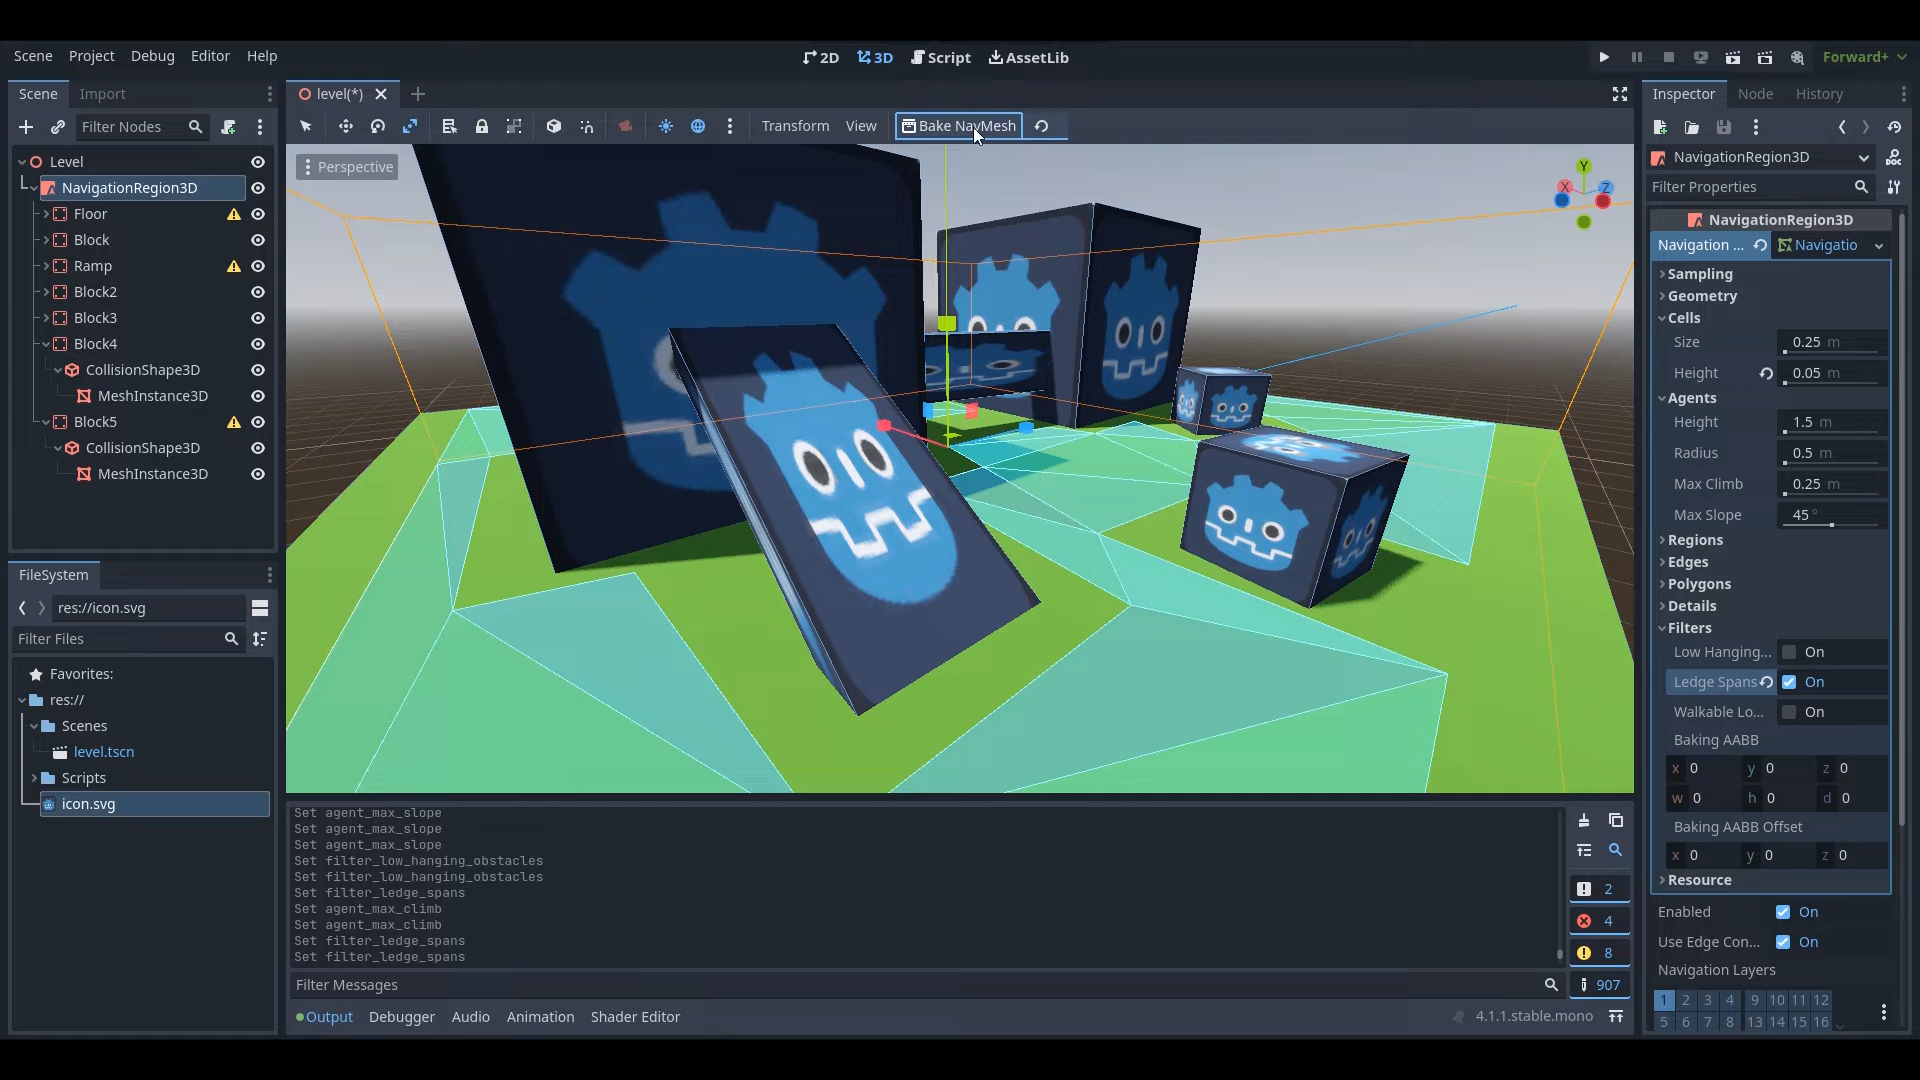 Scene Project Debug Editor Help
2D 3D Script AssetLib
Forward+
Scene Import
Filter Nodes
Level
NavigationRegion3D
Floor
Block
Ramp
Block2
Block3
Block4
CollisionShape3D
MeshInstance3D
Block5
CollisionShape3D
MeshInstance3D
FileSystem
res://icon.svg
Filter Files
Favorites:
res://
Scenes
level.tscn
Scripts
icon.svg
level(*)
Transform View Bake NavMesh
Perspective
Y
X Z
Set agent_max_slope
Set agent_max_slope
Set agent_max_slope
Set filter_low_hanging_obstacles
Set filter_low_hanging_obstacles
Set filter_ledge_spans
Set agent_max_climb
Set agent_max_climb
Set filter_ledge_spans
Set filter_ledge_spans
2
4
8
907
Filter Messages
Output Debugger Audio Animation Shader Editor
4.1.1.stable.mono
Inspector Node History
NavigationRegion3D
DOC
Filter Properties
NavigationRegion3D
Navigation ... Navigatio
Sampling
Geometry
Cells
Size 0.25 m
Height 0.05 m
Agents
Height 1.5 m
Radius 0.5 m
Max Climb 0.25 m
Max Slope 45 °
Regions
Edges
Polygons
Details
Filters
Low Hanging... On
Ledge Spans On
Walkable Lo... On
Baking AABB
x 0 y 0 z 0
w 0 h 0 d 0
Baking AABB Offset
x 0 y 0 z 0
Resource
Enabled On
Use Edge Con... On
Navigation Layers
1 2 3 4 9 10 11 12
5 6 7 8 13 14 15 16